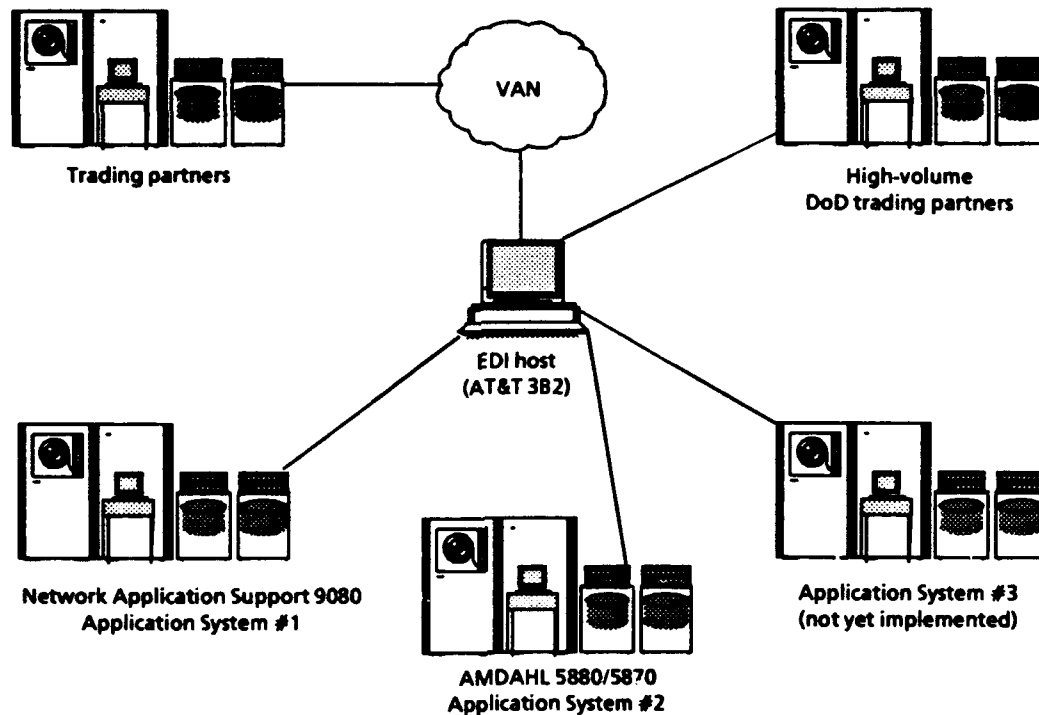 VAN
Trading partners
High-volume
DoD trading partners
EDI host
(AT&T 3B2)
Network Application Support 9080
Application System #1
Application System #3
(not yet implemented)
AMDAHL 5880/5870
Application System #2